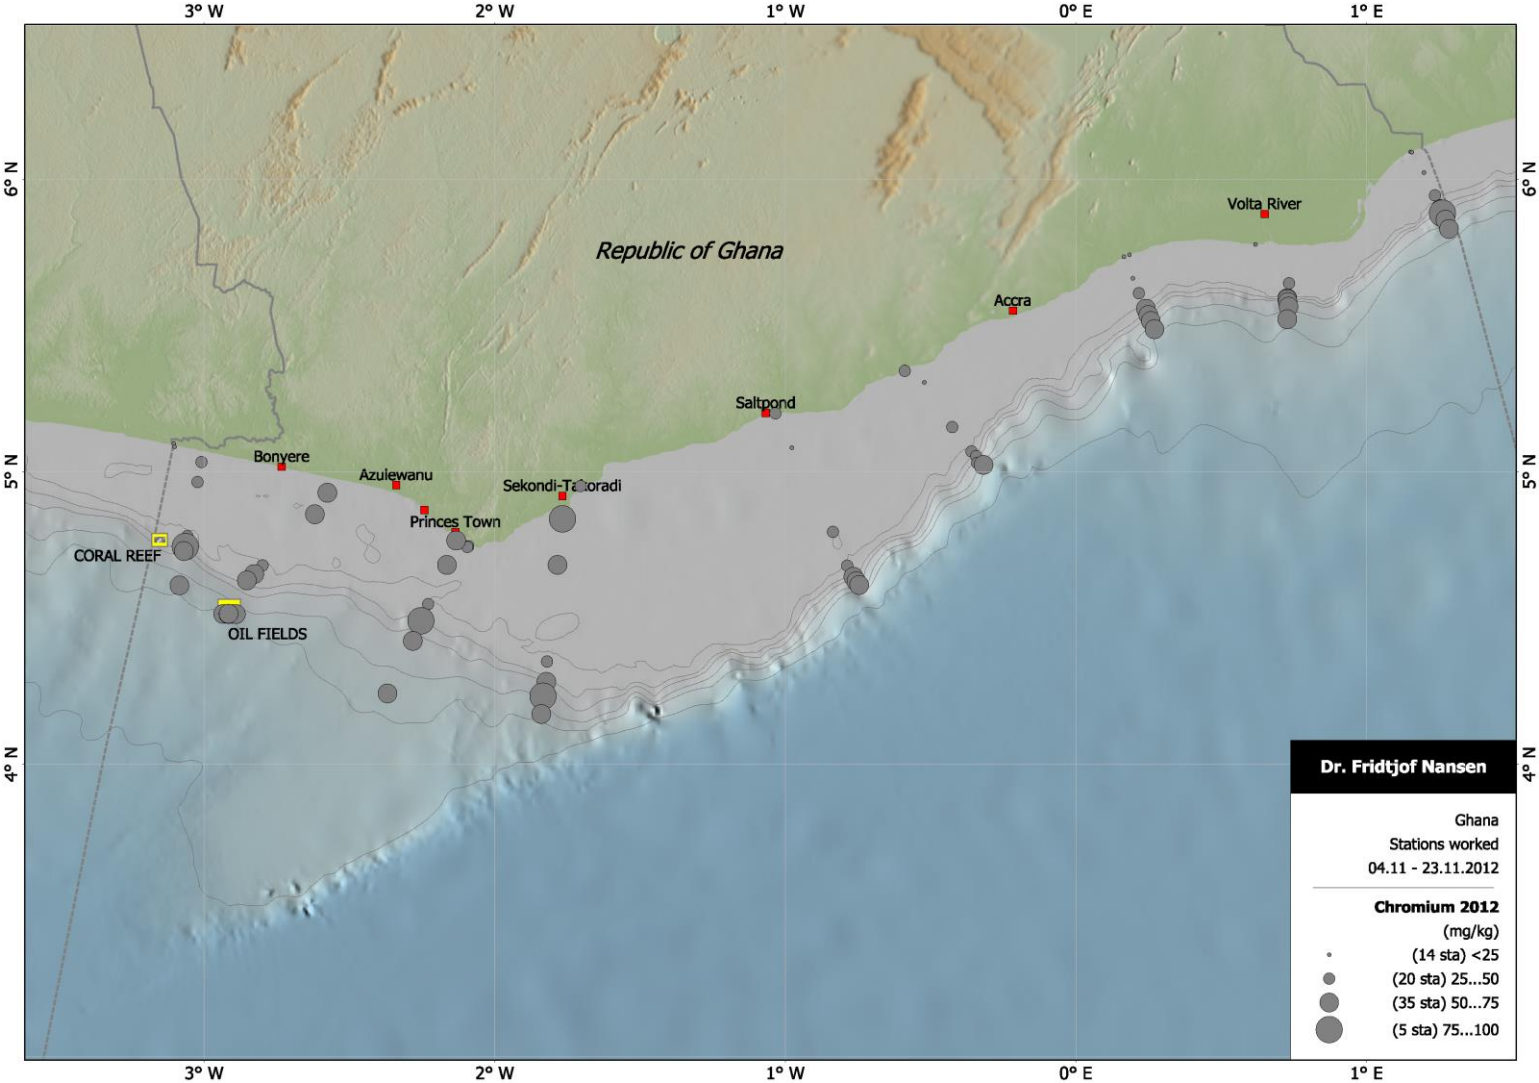 3° W 2° W 1° W 0° E 1° E
6° N 6° N
Volta River
Republic of Ghana
Accra
Saltpond
5° N 5° N
Bonyere
Azulewanu
Sekondi-Takoradi
Princes Town
CORAL REEF
OIL FIELDS
4° N 4° N
Dr. Fridtjof Nansen
Ghana
Stations worked
04.11 - 23.11.2012
Chromium 2012
(mg/kg)
(14 sta) <25
(20 sta) 25...50
(35 sta) 50...75
(5 sta) 75...100
3° W 2° W 1° W 0° E 1° E